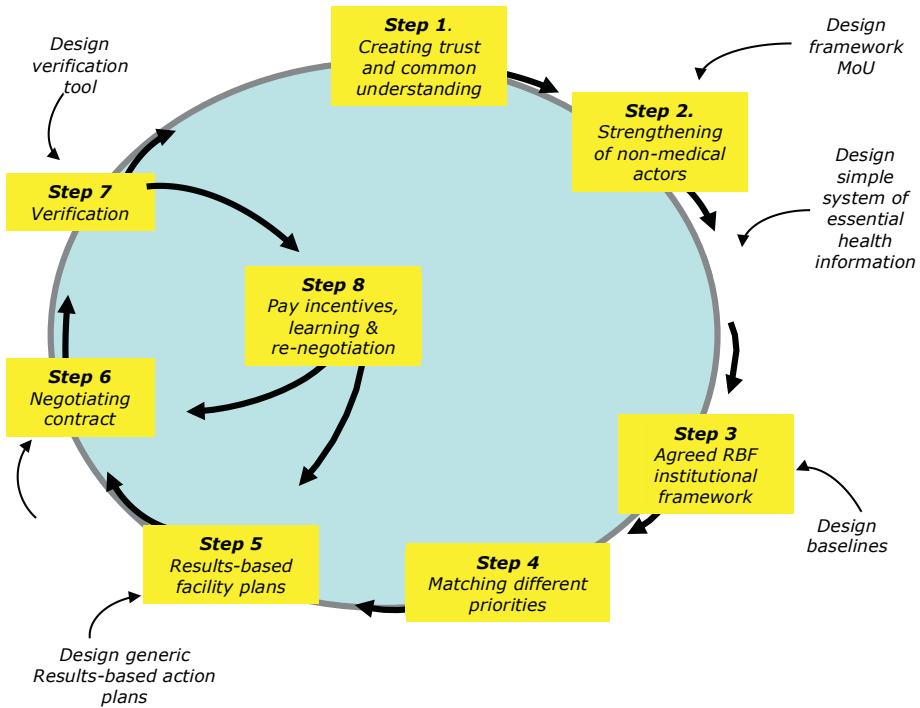 Step 1.
Creating trust
and common
understanding
Design
framework
MoU
Step 2.
Strengthening
of non-medical
actors
Design
simple
system of
essential
health
information
Step 3
Agreed RBF
institutional
framework
Design
baselines
Step 4
Matching different
priorities
Step 5
Results-based
facility plans
Design generic
Results-based action
plans
Step 6
Negotiating
contract
Step 7
Verification
Design
verification
tool
Step 8
Pay incentives,
learning &
re-negotiation